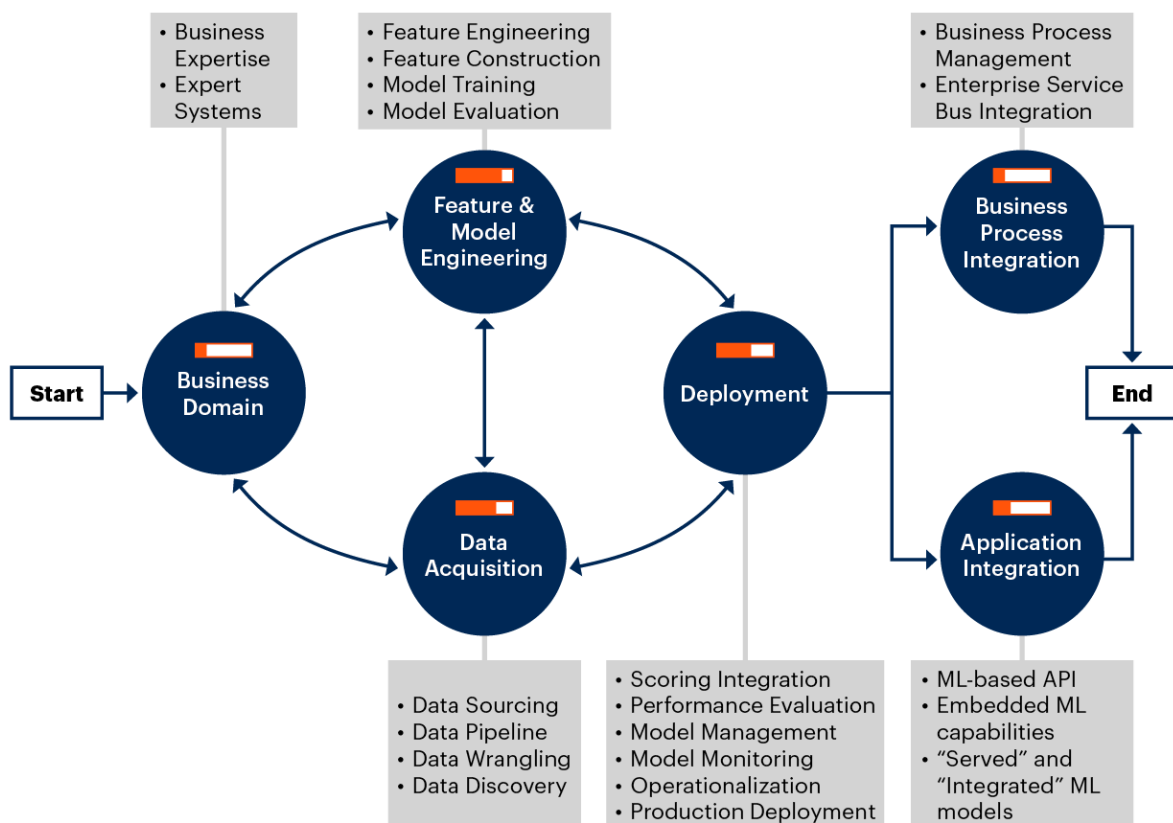 • Business
Expertise
• Expert
Systems
• Feature Engineering
• Feature Construction
• Model Training
• Model Evaluation
• Business Process
Management
• Enterprise Service
Bus Integration
Feature &
Model
Engineering
Business
Process
Integration
Start
Business
Domain
Deployment
End
Data
Acquisition
Application
Integration
• Data Sourcing
• Data Pipeline
• Data Wrangling
• Data Discovery
• Scoring Integration
• Performance Evaluation
• Model Management
• Model Monitoring
• Operationalization
• Production Deployment
• ML-based API
• Embedded ML
capabilities
• “Served” and
“Integrated” ML
models